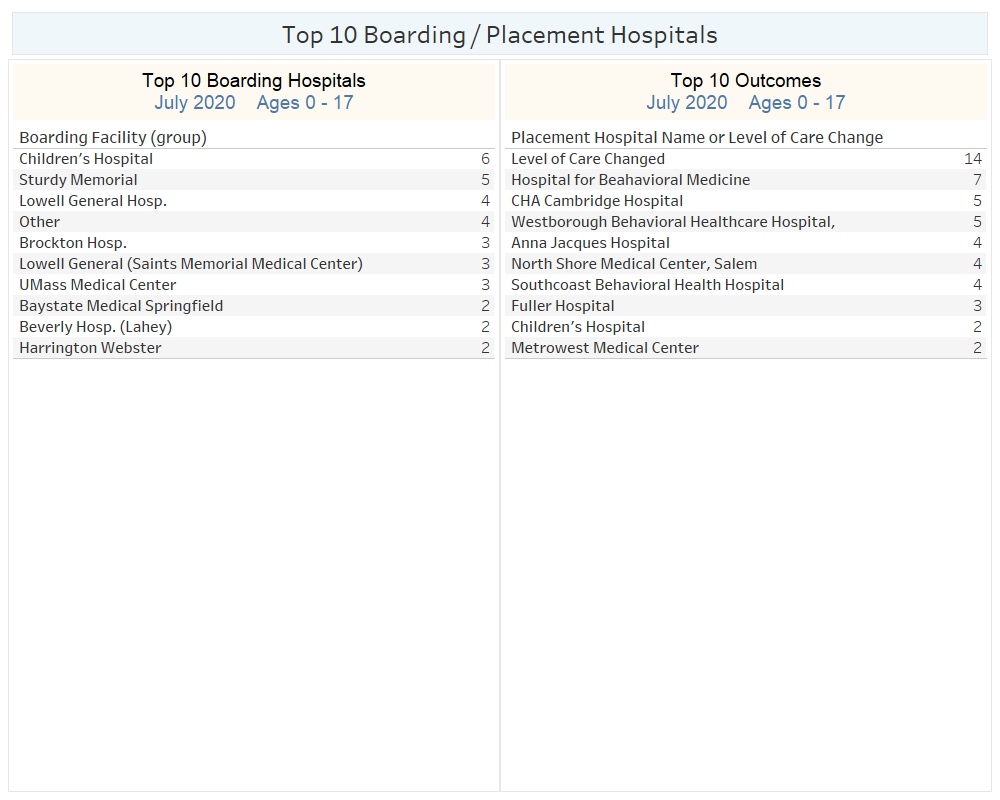 Top 10 Boarding / Placement Hospitals
Top 10 Boarding Hospitals
July 2020 Ages 0 - 17
Boarding Facility (group)
Children's Hospital 6
Sturdy Memorial 5
Lowell General Hosp. 4
Other 4
Brockton Hosp. 3
Lowell General (Saints Memorial Medical Center) 3
UMass Medical Center 3
Baystate Medical Springfield 2
Beverly Hosp. (Lahey) 2
Harrington Webster 2
Top 10 Outcomes
July 2020 Ages 0 - 17
Placement Hospital Name or Level of Care Change
Level of Care Changed 14
Hospital for Beahavioral Medicine 7
CHA Cambridge Hospital 5
Westborough Behavioral Healthcare Hospital, 5
Anna Jacques Hospital 4
North Shore Medical Center, Salem 4
Southcoast Behavioral Health Hospital 4
Fuller Hospital 3
Children's Hospital 2
Metrowest Medical Center 2